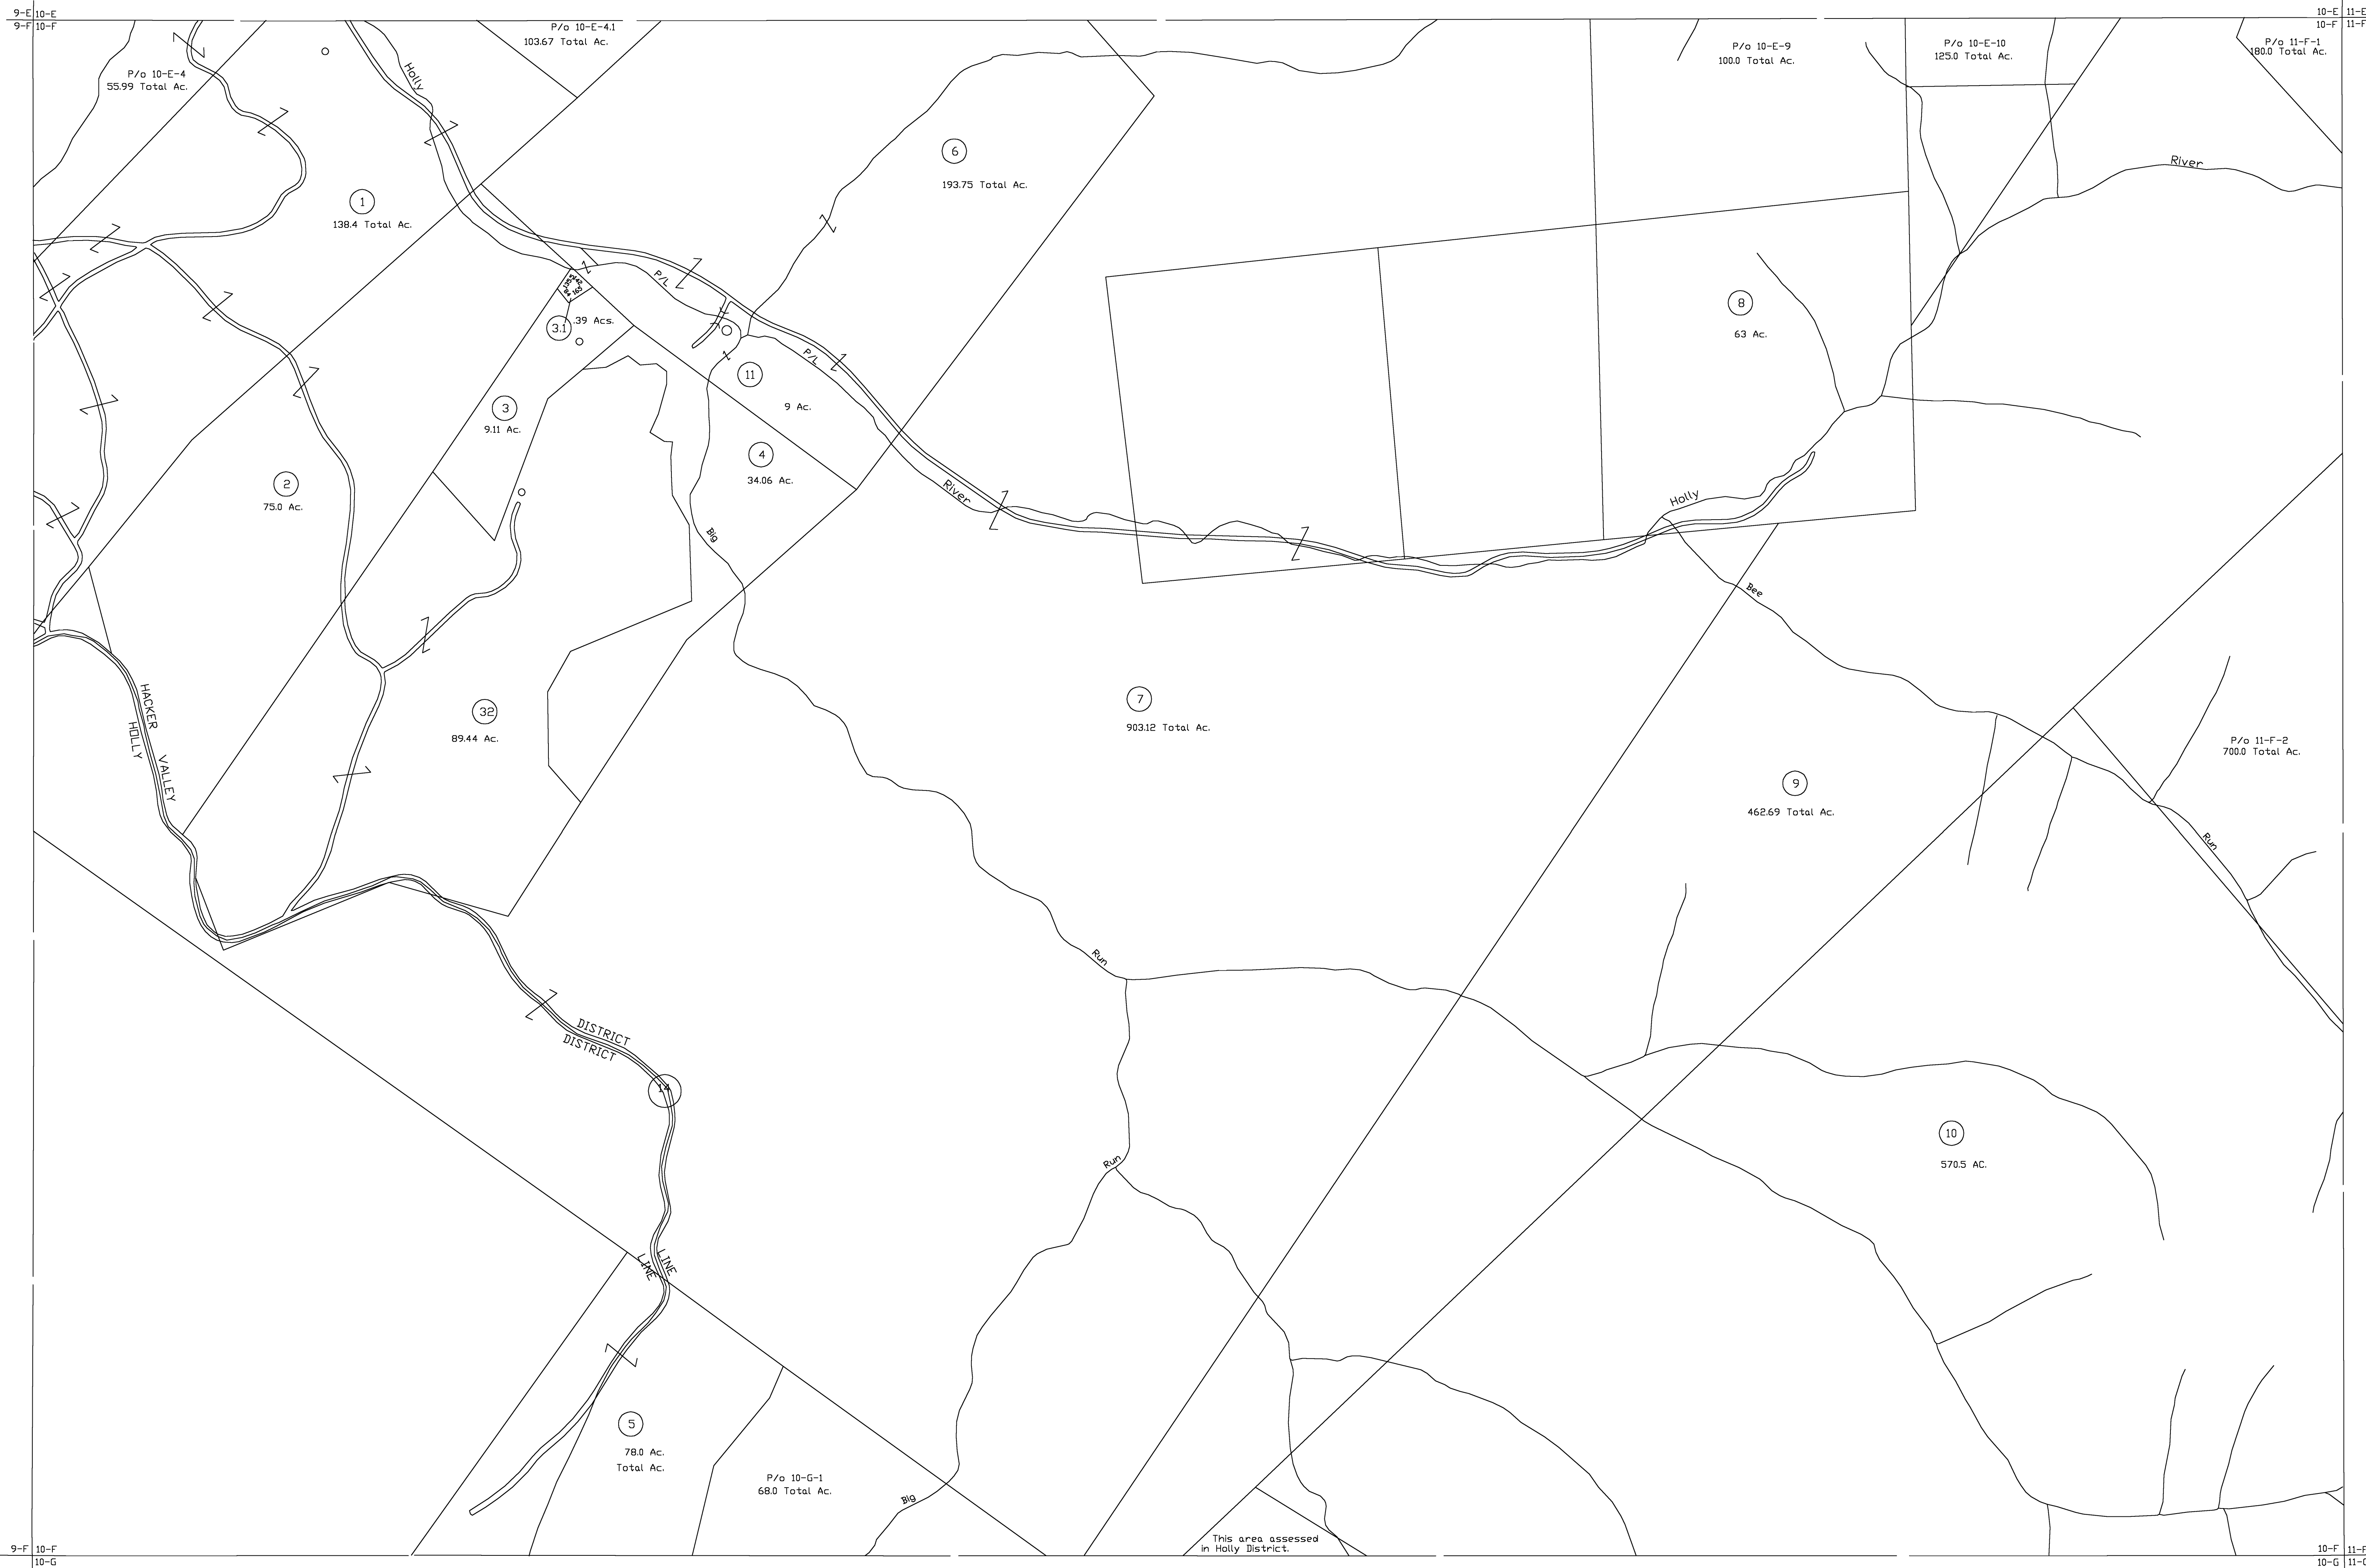 9-E 10-E
9-F 10-F
10-E 11-E
10-F 11-F
P/o 10-E-4.1
103.67 Total Ac.
P/o 10-E-9
100.0 Total Ac.
P/o 10-E-10
125.0 Total Ac.
P/o 11-F-1
180.0 Total Ac.
P/o 10-E-4
55.99 Total Ac.
Holly
6
193.75 Total Ac.
River
1
138.4 Total Ac.
P/L
3.1
.39 Acs.
8
63 Ac.
P/L
11
9 Ac.
3
9.11 Ac.
4
34.06 Ac.
2
75.0 Ac.
River
Holly
Big
Bee
HACKER
HOLLY
VALLEY
32
89.44 Ac.
7
903.12 Total Ac.
P/o 11-F-2
700.0 Total Ac.
9
462.69 Total Ac.
Run
Run
DISTRICT
DISTRICT
14
10
570.5 AC.
Run
LINE
LINE
5
78.0 Ac.
Total Ac.
P/o 10-G-1
68.0 Total Ac.
Big
This area assessed
in Holly District.
9-F 10-F
10-G
10-F 11-F
10-G 11-G